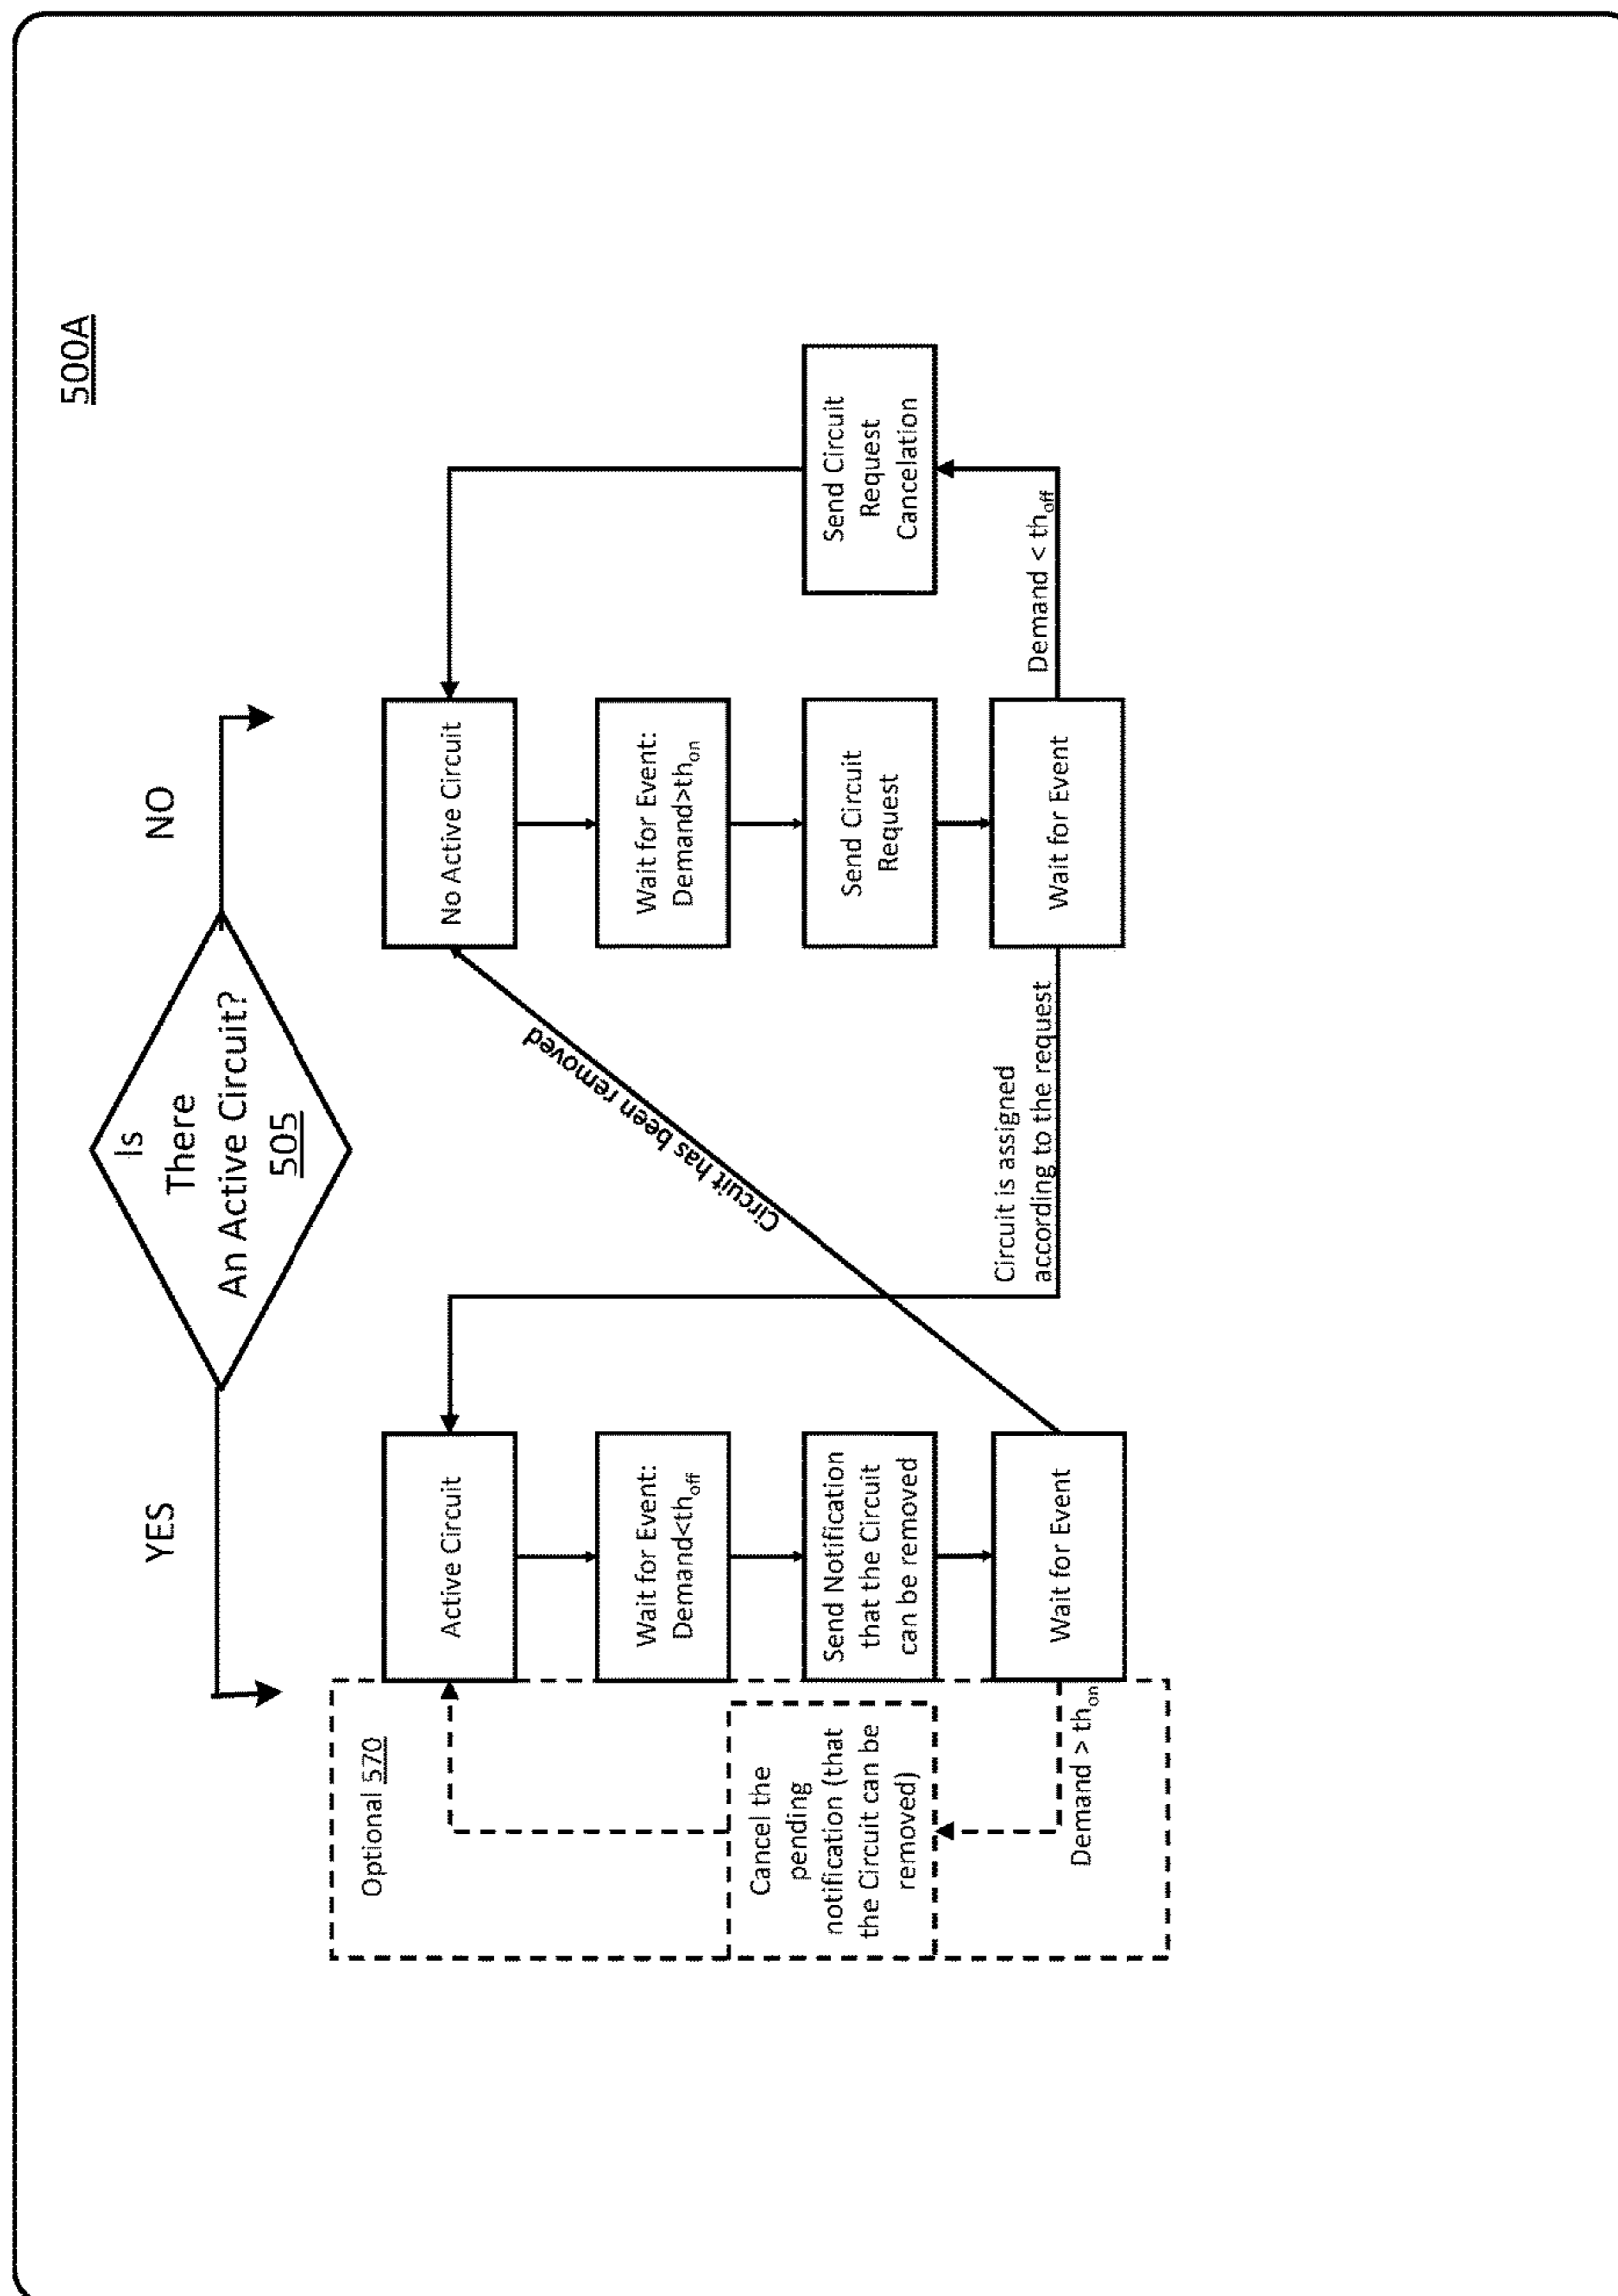 500A
Is
There
An Active Circuit?
505
YES
NO
Optional 570
Active Circuit
Wait for Event:
Demand<th_off
Send Notification
that the Circuit
can be removed
Wait for Event
Cancel the
pending
notification (that
the Circuit can be
removed)
Demand > th_on
Circuit has been removed
Circuit is assigned
according to the request
No Active Circuit
Wait for Event:
Demand>th_on
Send Circuit
Request
Wait for Event
Demand < th_off
Send Circuit
Request
Cancelation